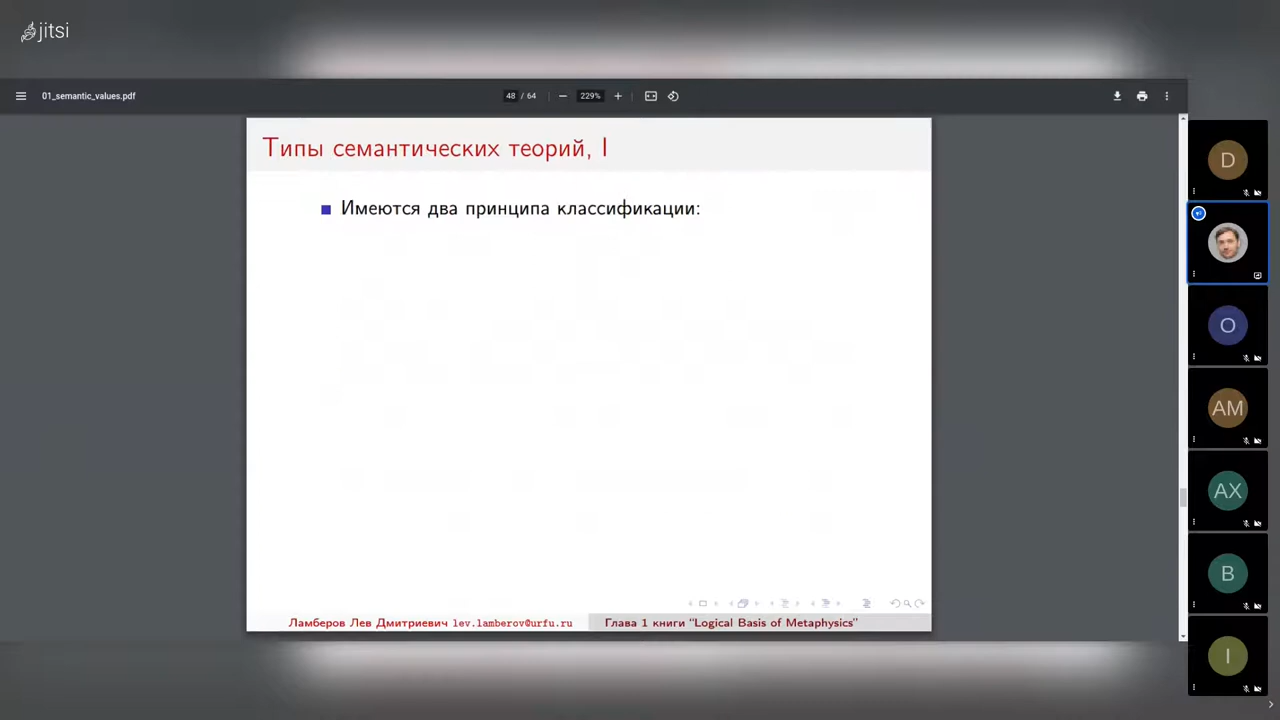 jitsi
01_semantic_values.pdf
48 / 64
229%
Типы семантических теорий, I
Имеются два принципа классификации:
Ламберов Лев Дмитриевич lev.lamberov@urfu.ru
Глава 1 книги “Logical Basis of Metaphysics”
D
O
AM
AX
B
I